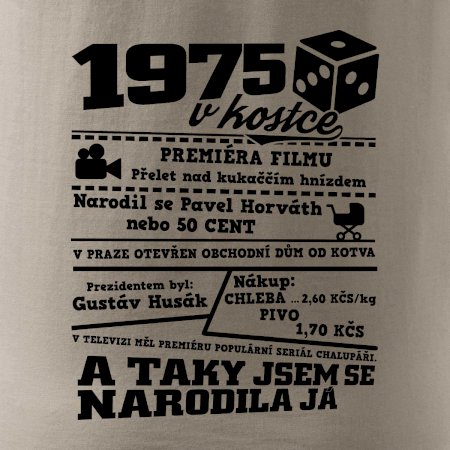 1975
v kostce
PREMIÉRA FILMU
Přelet nad kukaččím hnízdem
Narodil se Pavel Horváth
nebo 50 CENT
V PRAZE OTEVŘEN OBCHODNÍ DŮM OD KOTVA
Prezidentem byl:
Gustáv Husák
Nákup:
CHLEBA ... 2,60 KČS/kg
PIVO
1,70 KČS
V TELEVIZI MĚL PREMIÉRU POPULÁRNÍ SERIÁL CHALUPÁŘI.
A TAKY JSEM SE
NARODILA JÁ